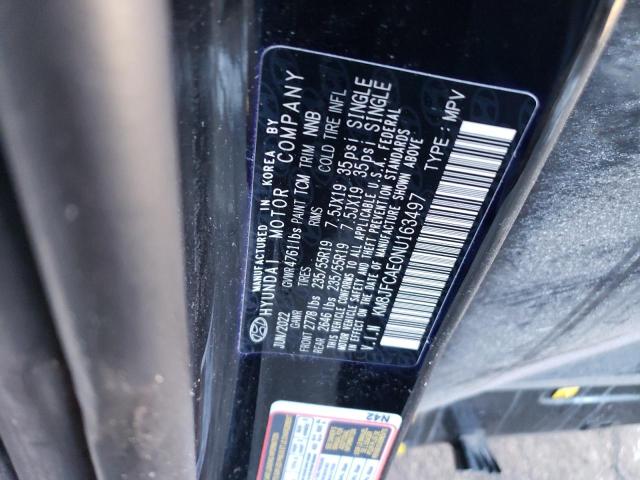 MANUFACTURED IN KOREA BY
HYUNDAI MOTOR COMPANY
JUN/2022 GVWR4761lbs PAINT TCM TRIM NNB
GAWR TIRES RIMS COLD TIRE INFL
FRONT 2778 lbs 235/55R19 7.5JX19 35psi SINGLE
REAR 2646 lbs 235/55R19 7.5JX19 35psi SINGLE
THIS VEHICLE CONFORMS TO ALL APPLICABLE U.S.A. FEDERAL
MOTOR VEHICLE SAFETY AND THEFT PREVENTION STANDARDS
IN EFFECT ON THE DATE OF MANUFACTURE SHOWN ABOVE
V.I.N KM8JFCAE0NU163497 TYPE : MPV
N42